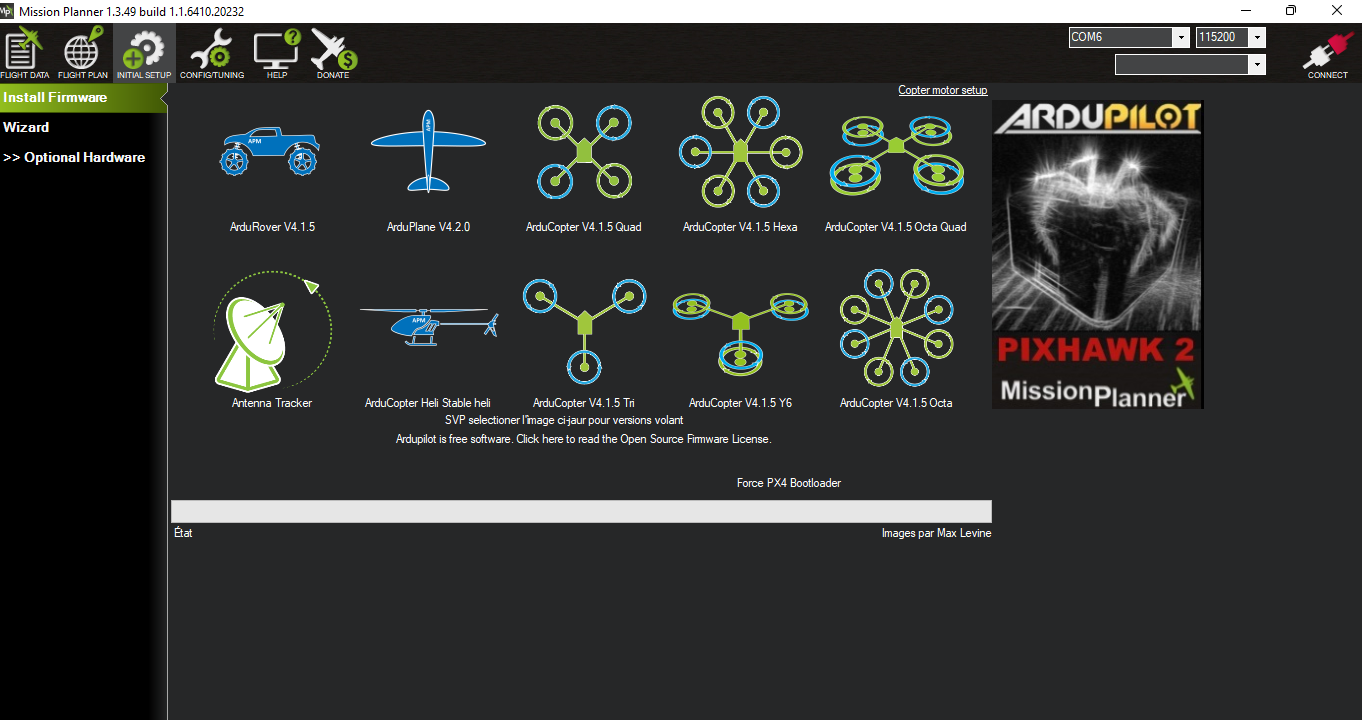 Mission Planner 1.3.49 build 1.1.6410.20232
COM6
115200
FLIGHT DATA
FLIGHT PLAN
INITIAL SETUP
CONFIG/TUNING
HELP
DONATE
CONNECT
Install Firmware
Wizard
>> Optional Hardware
Copter motor setup
APM
APM
ARDUPILOT
ArduRover V4.1.5
ArduPlane V4.2.0
ArduCopter V4.1.5 Quad
ArduCopter V4.1.5 Hexa
ArduCopter V4.1.5 Octa Quad
APM
PIXHAWK 2
MissionPlanner
Antenna Tracker
ArduCopter Heli Stable heli
ArduCopter V4.1.5 Tri
ArduCopter V4.1.5 Y6
ArduCopter V4.1.5 Octa
SVP selectioner l'image ci-jaur pour versions volant
Ardupilot is free software. Click here to read the Open Source Firmware License.
Force PX4 Bootloader
État
Images par Max Levine